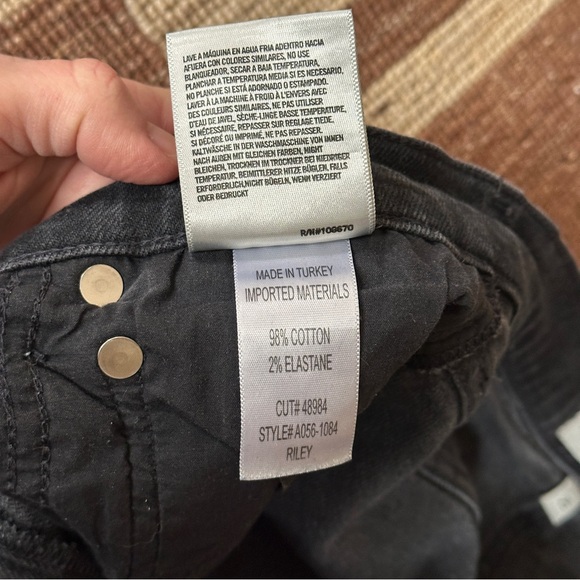 LAVE A MÁQUINA EN AGUA FRIA ADENTRO HACIA
AFUERA CON COLORES SIMILARES, NO USE
BLANQUEADOR, SECAR A BAJA TEMPERATURA,
PLANCHAR A TEMPERATURA MEDIA SI ES NECESARIO.
NO PLANCHE SI ESTÁ ADORNADO O ESTAMPADO.
LAVER À LA MACHINE À FROID À L'ENVERS AVEC
DES COULEURS SIMILAIRES, NE PAS UTILISER
D'EAU DE JAVEL, SÈCHE-LINGE BASSE TEMPÉRATURE,
SI NÉCESSAIRE, REPASSER SUR REGLAGE TIEDE.
SI DÉCORÉ OU IMPRIMÉ, NE PAS REPASSER
KALTWÄSCHE IN DER WASCHMASCHINE VON INNEN
NACH AUßEN MIT GLEICHEN FARBEN, NIGHT
BLEICHEN, TROCKNEN IM TROCKNER BEI NIEDRIGER
TEMPERATUR, BEIMITTLERER HITZE BÜGELN, FALLS
ERFORDERLICH,NICHT BÜGELN, WENN VERZIERT
ODER BEDRUCKT
R/N#109570
MADE IN TURKEY
IMPORTED MATERIALS
98% COTTON
2% ELASTANE
CUT# 48984
STYLE# A056-1084
RILEY